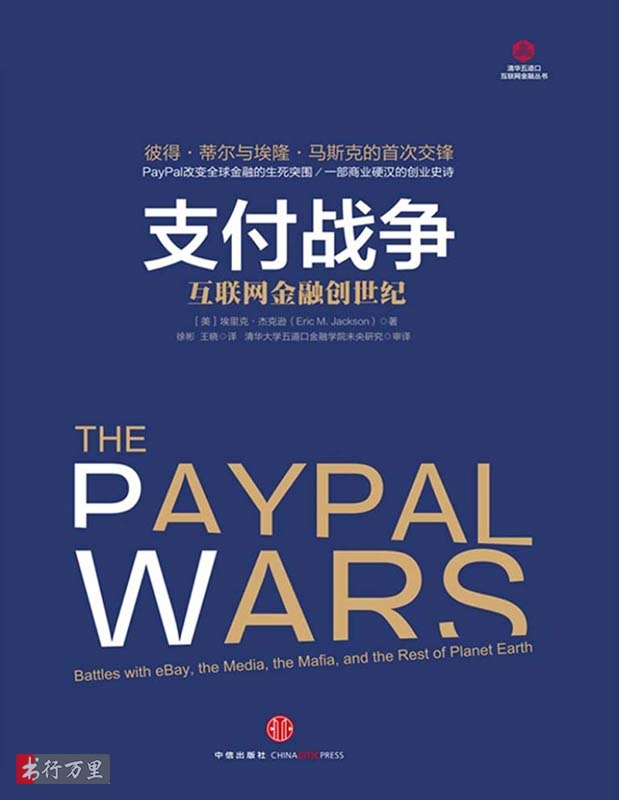 清华五道口
互联网金融丛书
彼得·蒂尔与埃隆·马斯克的首次交锋
PayPal改变全球金融的生死突围/一部商业硬汉的创业史诗
支付战争
互联网金融创世纪
[美]埃里克·杰克逊(Eric M. Jackson)◇著
徐彬 王晓◇译 清华大学五道口金融学院未央研究◇审译
THE
PAYPAL
WARS
Battles with eBay, the Media, the Mafia, and the Rest of Planet Earth
中信出版社·CHINA CITIC PRESS
书行万里